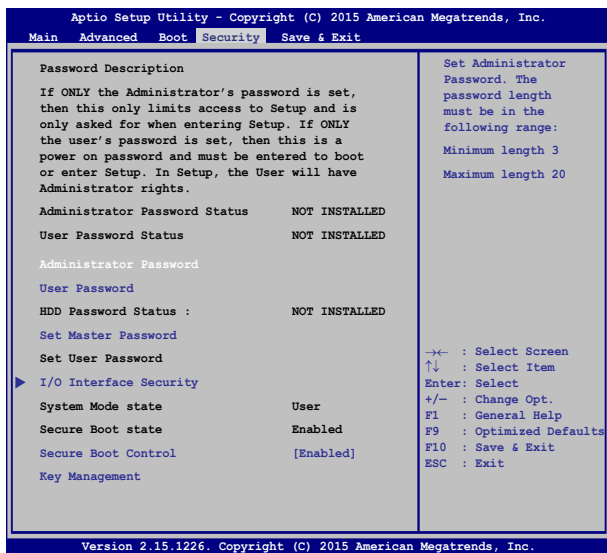 Aptio Setup Utility - Copyright (C) 2015 American Megatrends, Inc.
Main Advanced Boot Security Save & Exit
Password Description
If ONLY the Administrator's password is set,
then this only limits access to Setup and is
only asked for when entering Setup. If ONLY
the user's password is set, then this is a
power on password and must be entered to boot
or enter Setup. In Setup, the User will have
Administrator rights.
Administrator Password Status NOT INSTALLED
User Password Status NOT INSTALLED
Administrator Password
User Password
HDD Password Status : NOT INSTALLED
Set Master Password
Set User Password
I/O Interface Security
System Mode state User
Secure Boot state Enabled
Secure Boot Control [Enabled]
Key Management
Set Administrator
Password. The
password length
must be in the
following range:
Minimum length 3
Maximum length 20
→← : Select Screen
↑↓ : Select Item
Enter: Select
+/— : Change Opt.
F1 : General Help
F9 : Optimized Defaults
F10 : Save & Exit
ESC : Exit
Version 2.15.1226. Copyright (C) 2015 American Megatrends, Inc.